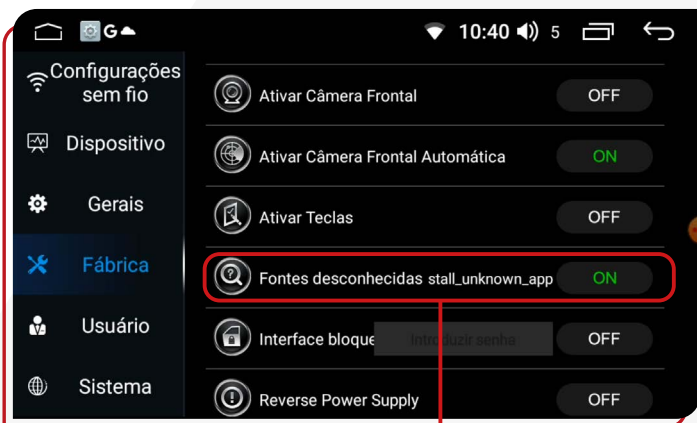 G 10:40 5
Configurações
sem fio
Dispositivo
Gerais
Fábrica
Usuário
Sistema
Ativar Câmera Frontal OFF
Ativar Câmera Frontal Automática ON
Ativar Teclas OFF
Fontes desconhecidas stall_unknown_app ON
Interface bloque Introduzir senha OFF
Reverse Power Supply OFF